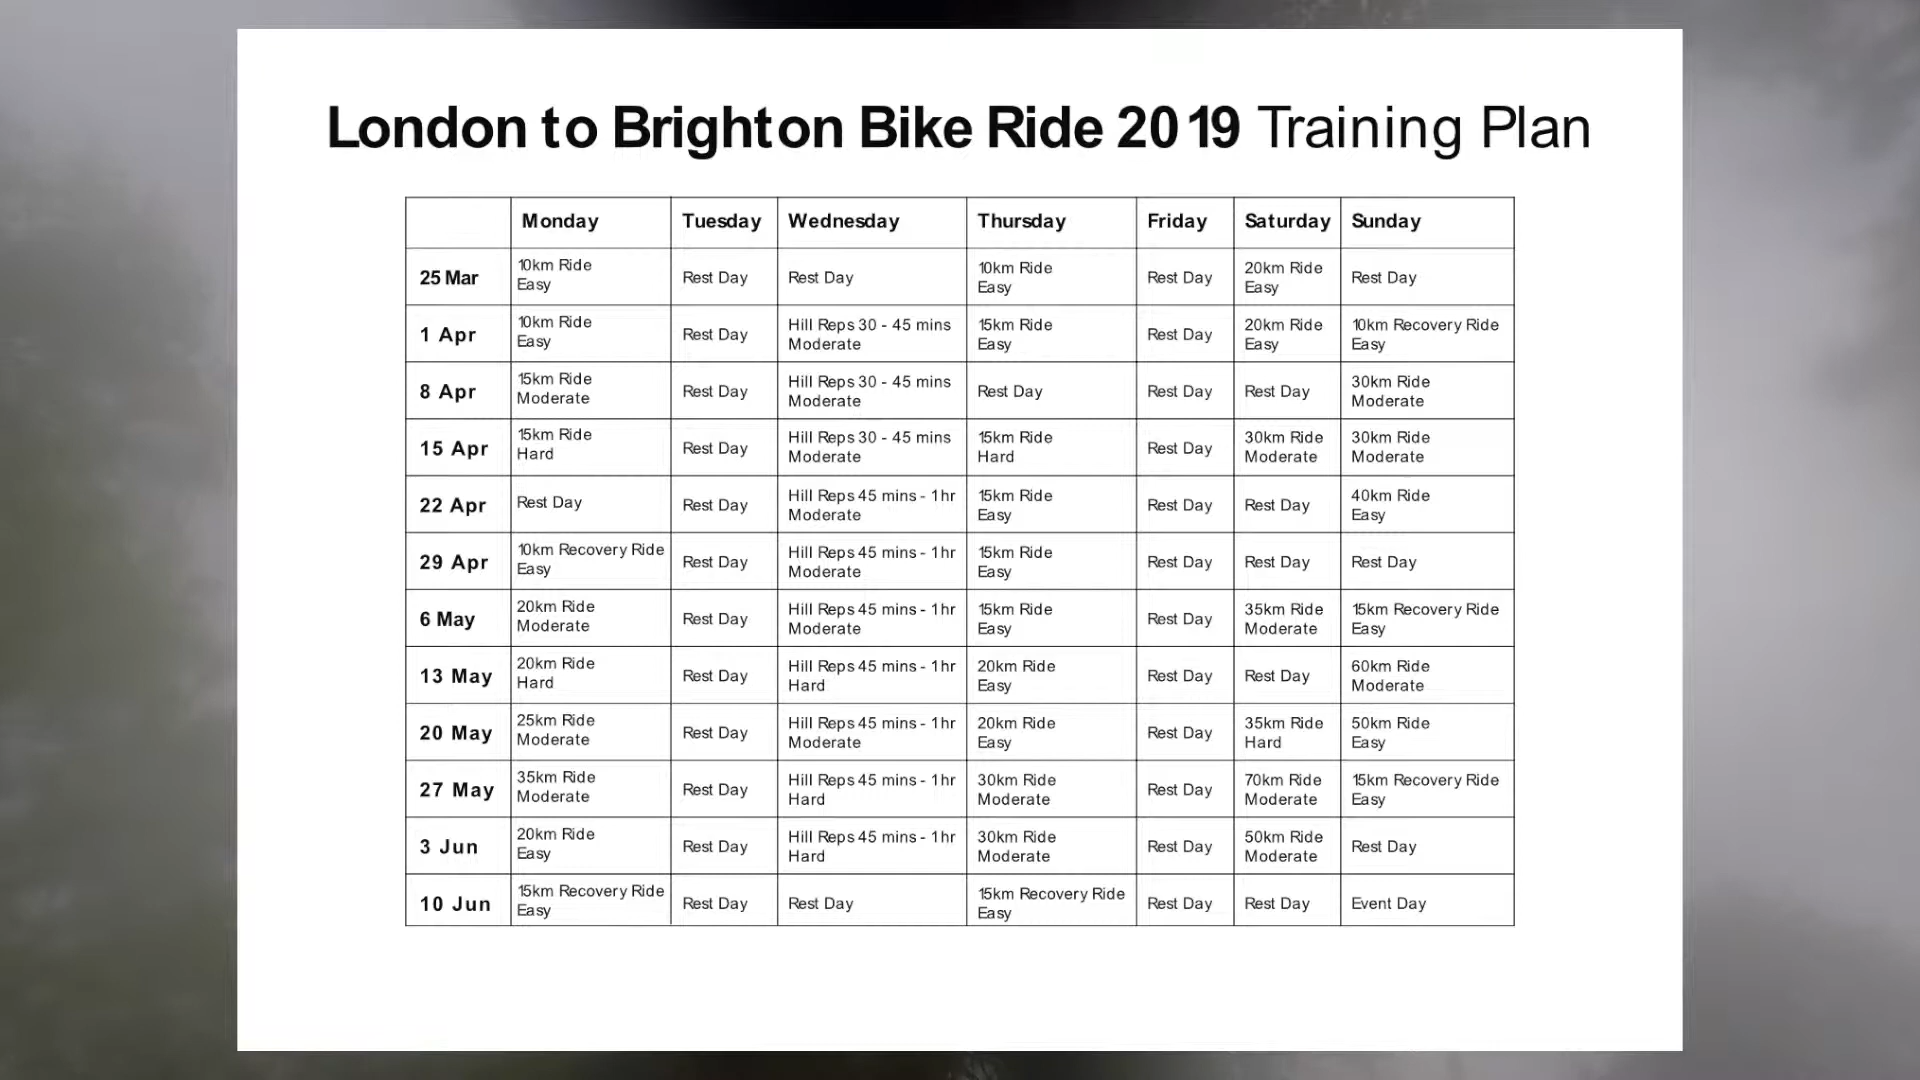 London to Brighton Bike Ride 2019 Training Plan
Monday Tuesday Wednesday Thursday Friday Saturday Sunday
25 Mar 10km Ride Easy Rest Day Rest Day 10km Ride Easy Rest Day 20km Ride Easy Rest Day
1 Apr 10km Ride Easy Rest Day Hill Reps 30 - 45 mins Moderate 15km Ride Easy Rest Day 20km Ride Easy 10km Recovery Ride Easy
8 Apr 15km Ride Moderate Rest Day Hill Reps 30 - 45 mins Moderate Rest Day Rest Day Rest Day 30km Ride Moderate
15 Apr 15km Ride Hard Rest Day Hill Reps 30 - 45 mins Moderate 15km Ride Hard Rest Day 30km Ride Moderate 30km Ride Moderate
22 Apr Rest Day Rest Day Hill Reps 45 mins - 1hr Moderate 15km Ride Easy Rest Day Rest Day 40km Ride Easy
29 Apr 10km Recovery Ride Easy Rest Day Hill Reps 45 mins - 1hr Moderate 15km Ride Easy Rest Day Rest Day Rest Day
6 May 20km Ride Moderate Rest Day Hill Reps 45 mins - 1hr Moderate 15km Ride Easy Rest Day 35km Ride Moderate 15km Recovery Ride Easy
13 May 20km Ride Hard Rest Day Hill Reps 45 mins - 1hr Hard 20km Ride Easy Rest Day Rest Day 60km Ride Moderate
20 May 25km Ride Moderate Rest Day Hill Reps 45 mins - 1hr Moderate 20km Ride Easy Rest Day 35km Ride Hard 50km Ride Easy
27 May 35km Ride Moderate Rest Day Hill Reps 45 mins - 1hr Hard 30km Ride Moderate Rest Day 70km Ride Moderate 15km Recovery Ride Easy
3 Jun 20km Ride Easy Rest Day Hill Reps 45 mins - 1hr Hard 30km Ride Moderate Rest Day 50km Ride Moderate Rest Day
10 Jun 15km Recovery Ride Easy Rest Day Rest Day 15km Recovery Ride Easy Rest Day Rest Day Event Day